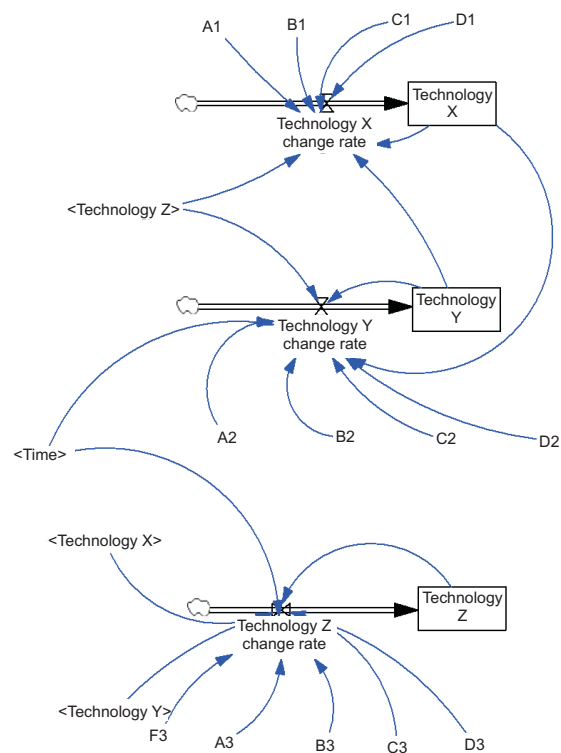 A1
B1
C1
D1
Technology
X
Technology X
change rate
<Technology Z>
Technology
Y
Technology Y
change rate
A2
B2
C2
D2
<Time>
<Technology X>
Technology
Z
Technology Z
change rate
<Technology Y>
F3
A3
B3
C3
D3